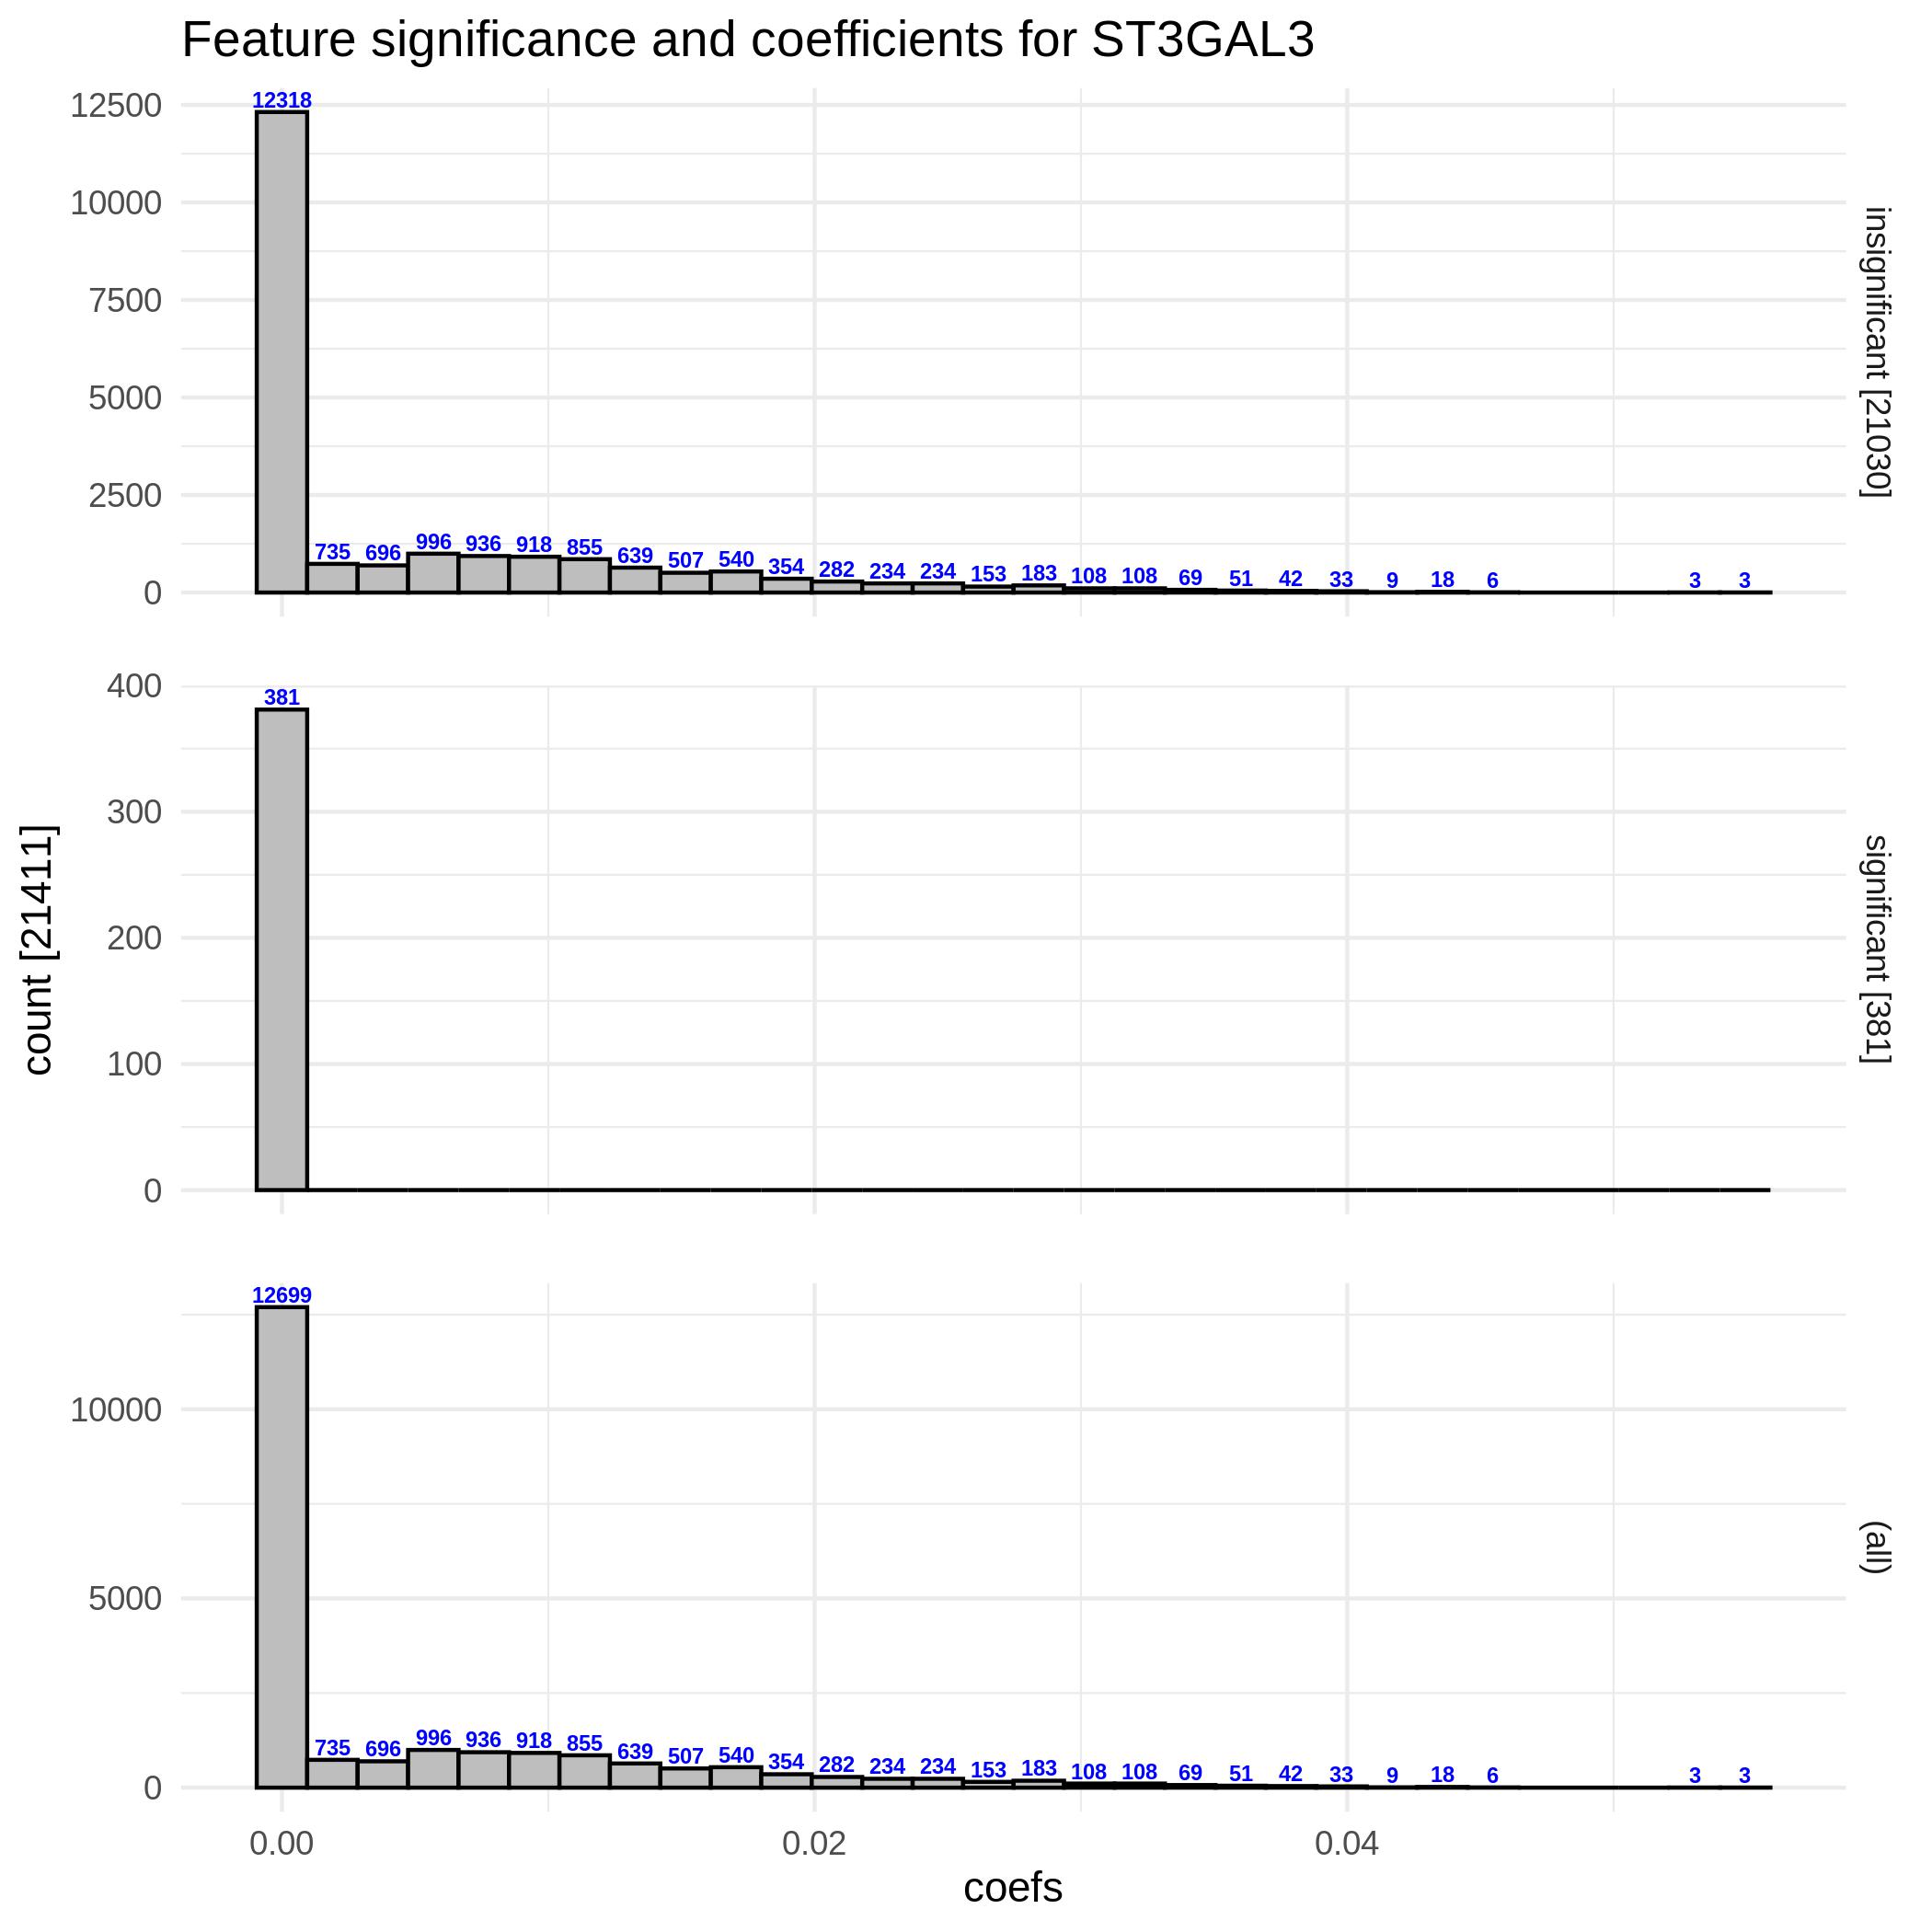 Feature significance and coefficients for ST3GAL3
12500
10000
7500
5000
2500
0
12318
735 696 996 936 918 855 639 507 540 354 282 234 234 153 183 108 108 69 51 42 33 9 18 6 3 3
insignificant [21030]
400
300
200
100
0
381
significant [381]
count [21411]
10000
5000
0
12699
735 696 996 936 918 855 639 507 540 354 282 234 234 153 183 108 108 69 51 42 33 9 18 6 3 3
(all)
0.00 0.02 0.04
coefs